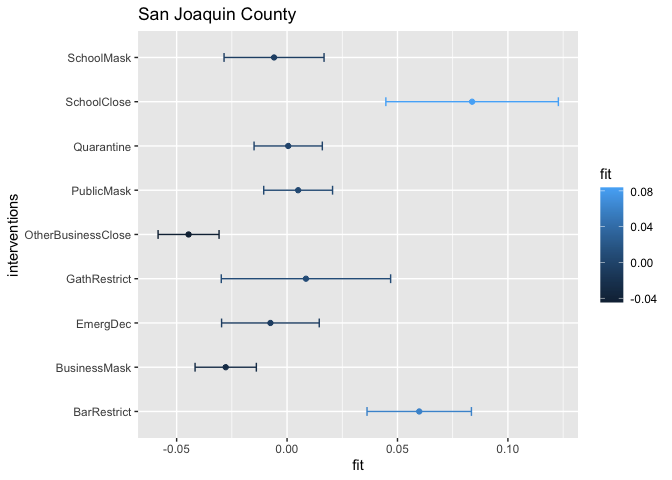 San Joaquin County
interventions
SchoolMask
SchoolClose
Quarantine
PublicMask
OtherBusinessClose
GathRestrict
EmergDec
BusinessMask
BarRestrict
-0.05 0.00 0.05 0.10
fit
fit
0.08
0.04
0.00
-0.04